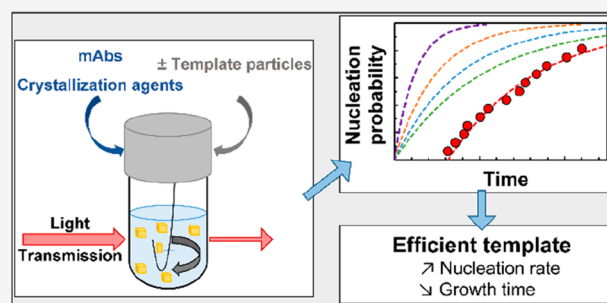 mAbs
Crystallization agents
± Template particles
Light
Transmission
Nucleation
probability
Time
Efficient template
↗ Nucleation rate
↘ Growth time